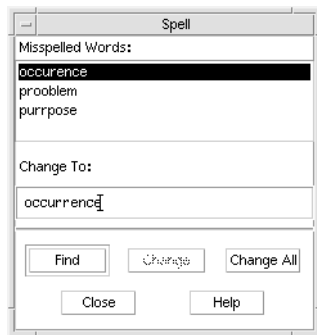 Spell
Misspelled Words:
occurence
prooblem
purrpose
Change To:
occurrence
Find Change Change All
Close Help